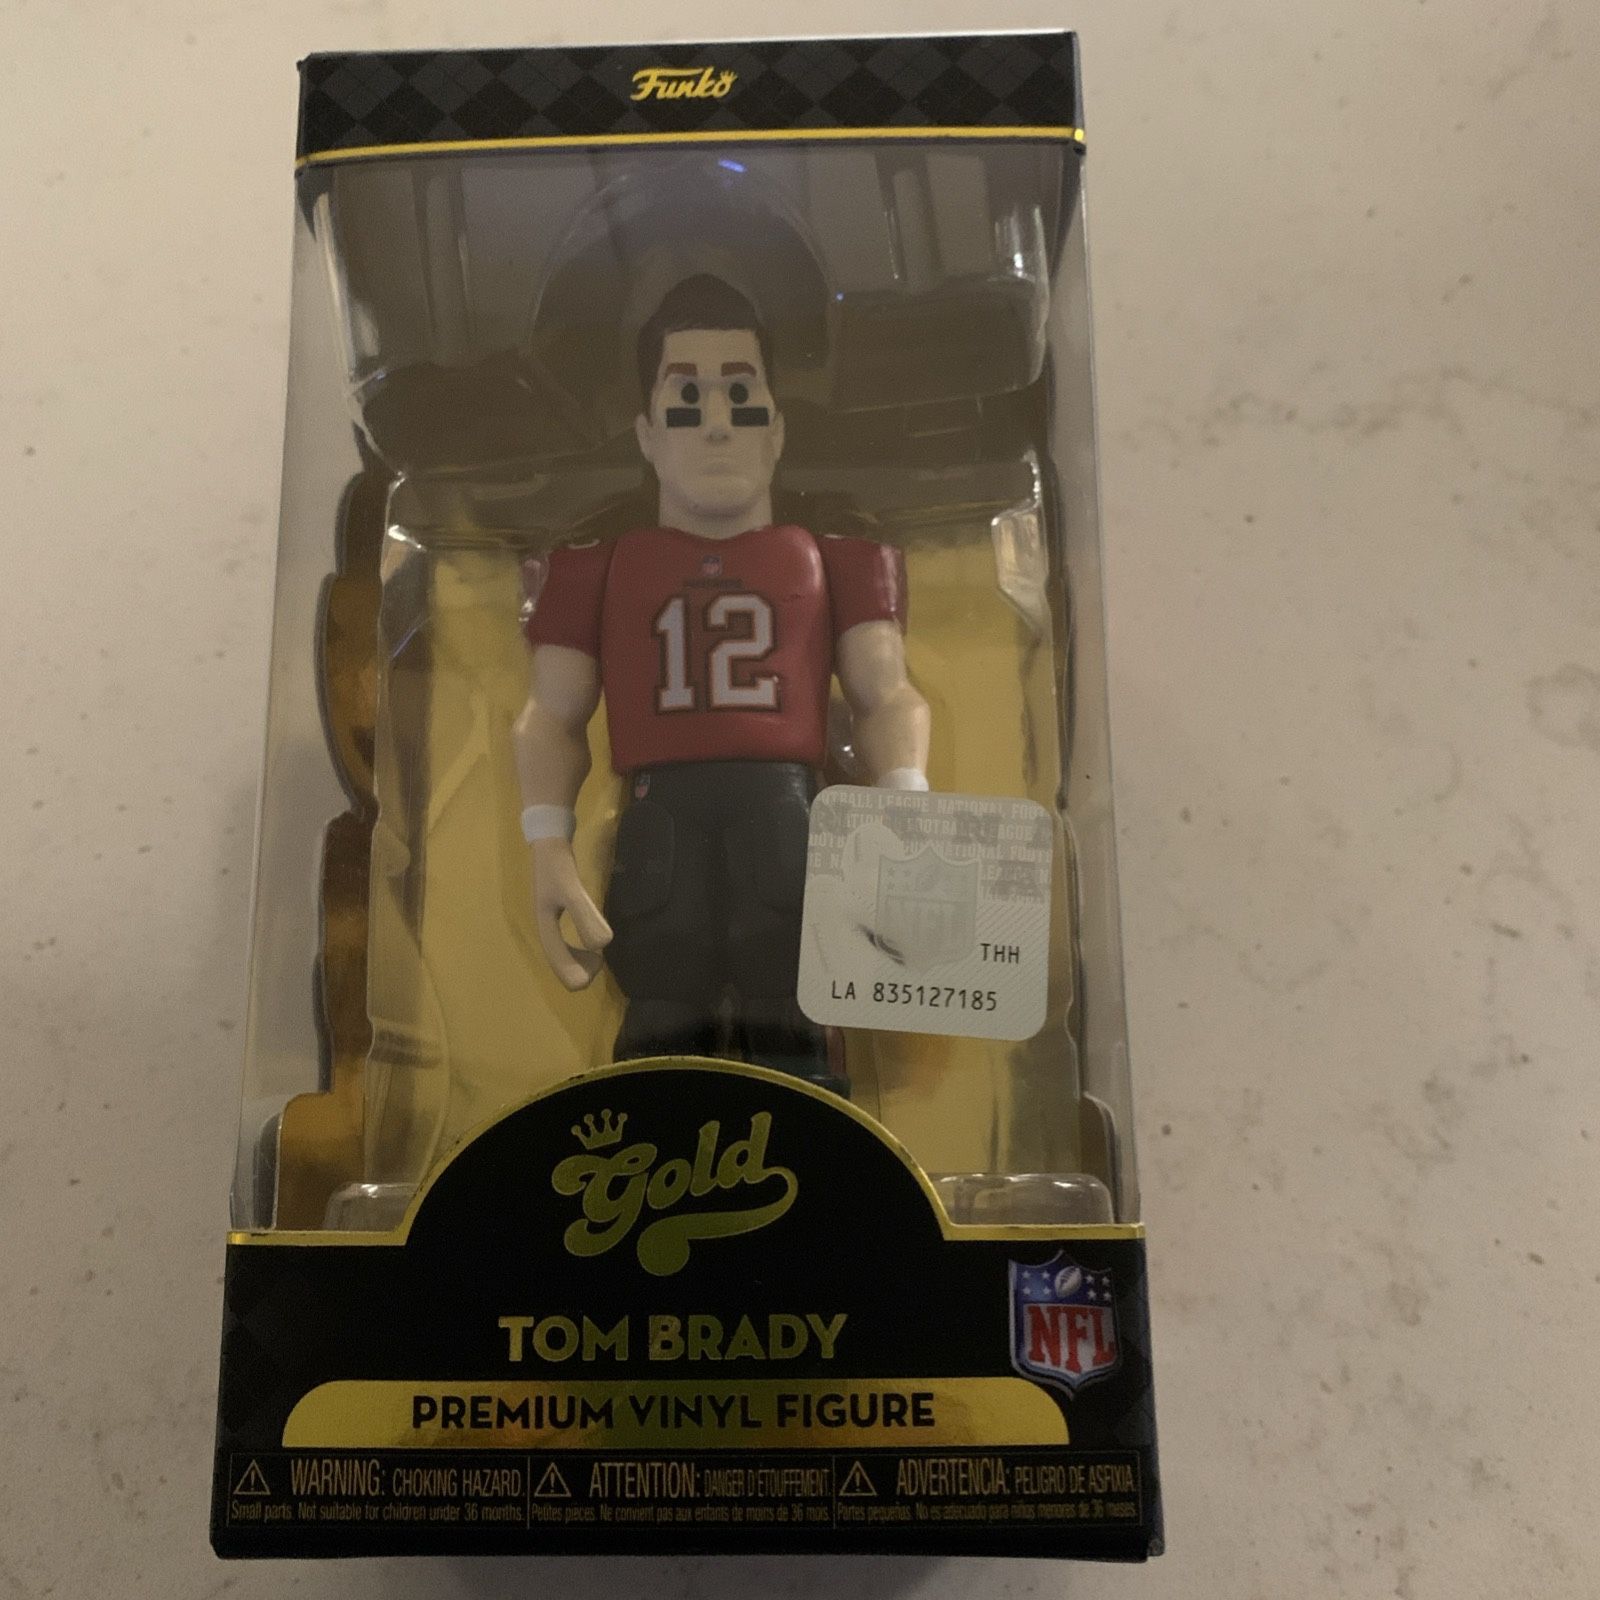 Funko
12
NFL
THH
LA 835127185
Gold
TOM BRADY
NFL
PREMIUM VINYL FIGURE
WARNING: CHOKING HAZARD.
Small parts. Not suitable for children under 36 months.
ATTENTION: DANGER D'ÉTOUFFEMENT.
Petites pièces. Ne convient pas aux enfants de moins de 36 mois.
ADVERTENCIA: PELIGRO DE ASFIXIA.
Partes pequeñas. No es adecuado para niños menores de 36 meses.